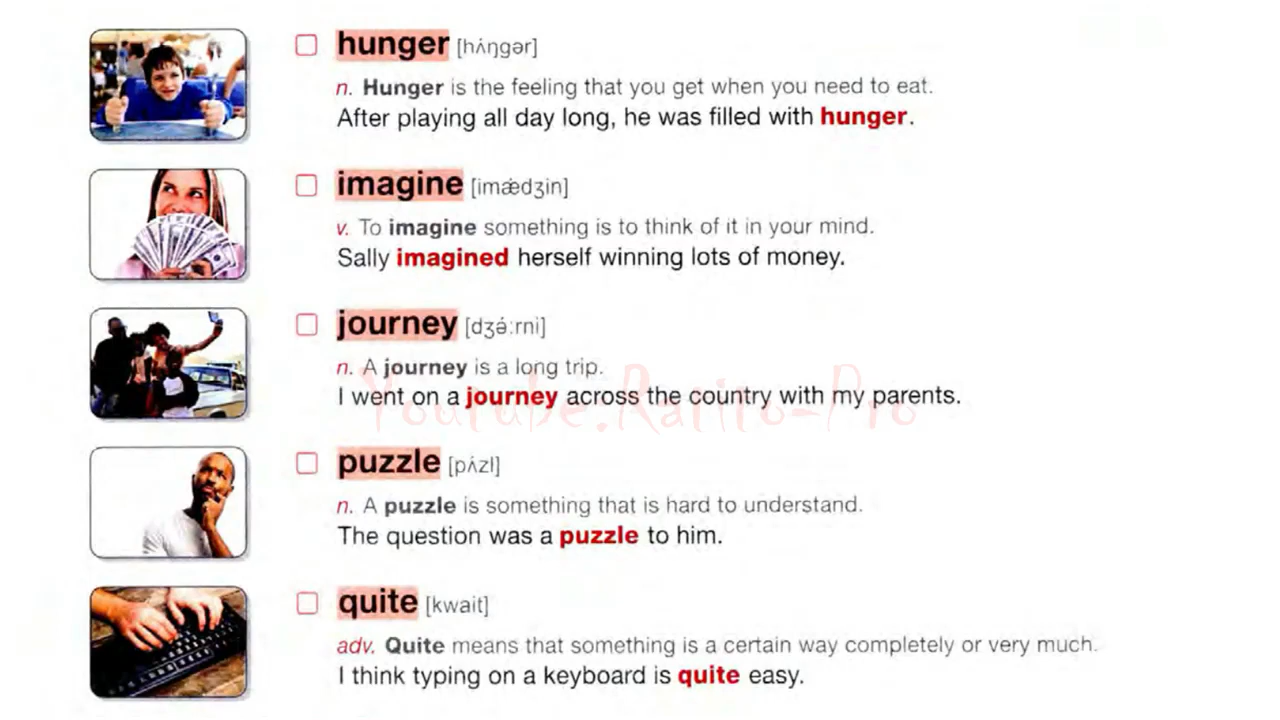 hunger [hʌ́ŋgər]
n. Hunger is the feeling that you get when you need to eat.
After playing all day long, he was filled with hunger.
imagine [imǽdʒin]
v. To imagine something is to think of it in your mind.
Sally imagined herself winning lots of money.
journey [dʒə́ːrni]
n. A journey is a long trip.
I went on a journey across the country with my parents.
Youtube.Ratito-Pro
puzzle [pʌ́zl]
n. A puzzle is something that is hard to understand.
The question was a puzzle to him.
quite [kwait]
adv. Quite means that something is a certain way completely or very much.
I think typing on a keyboard is quite easy.